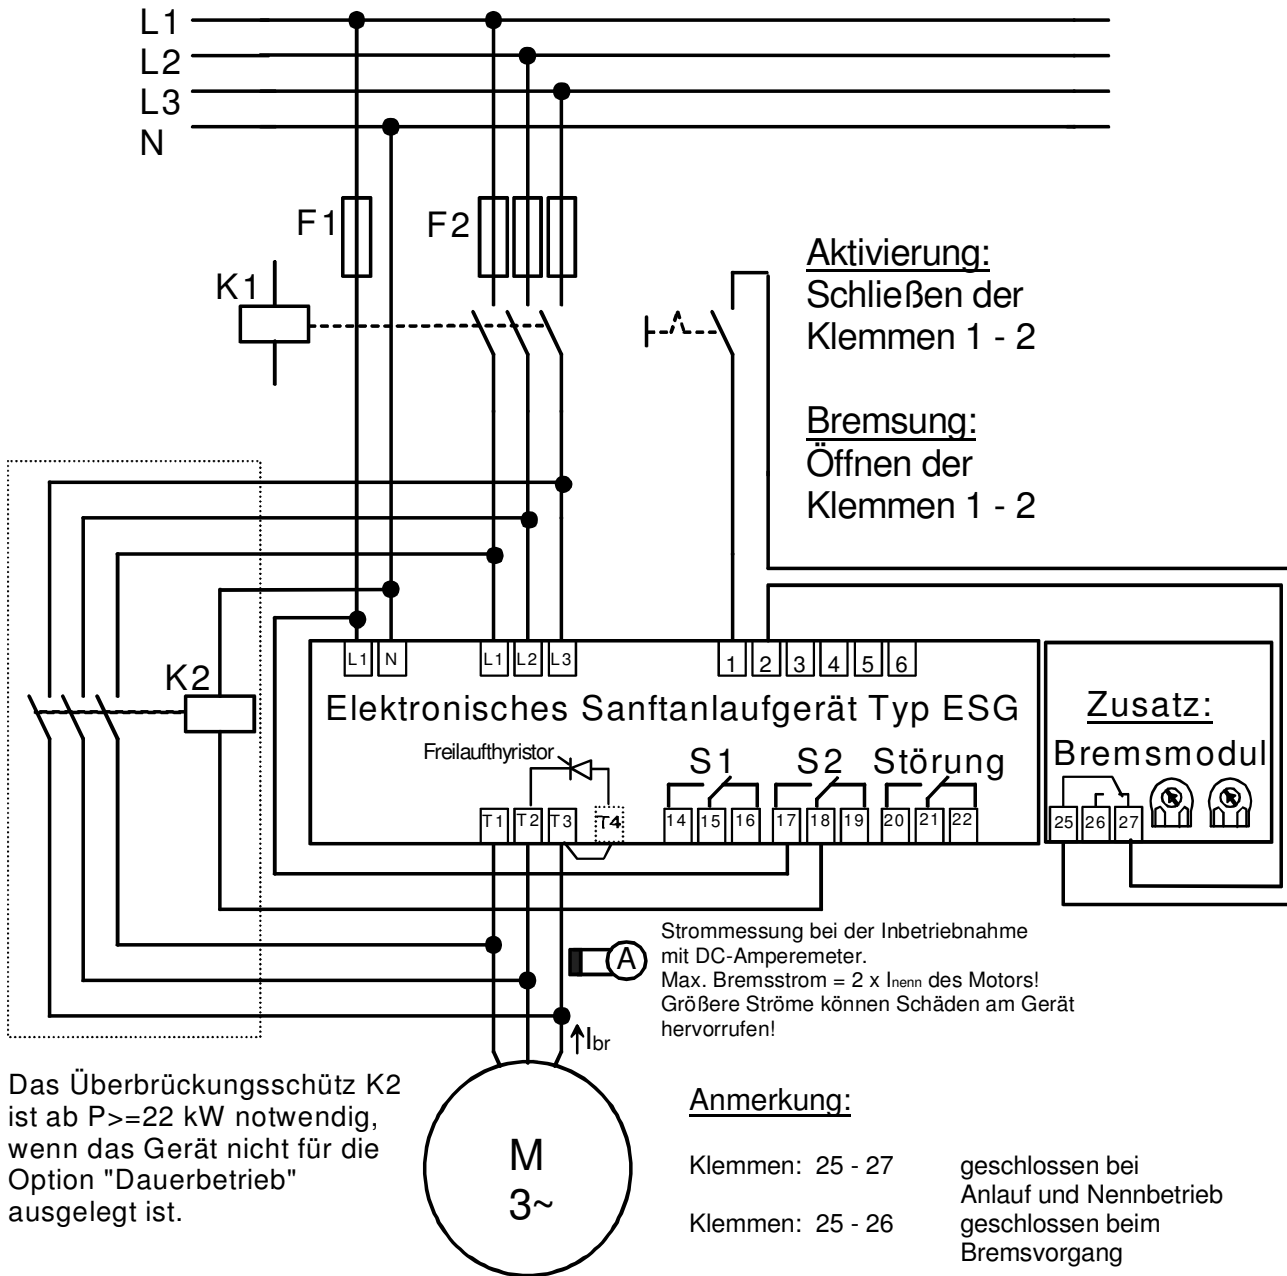 L1
L2
L3
N
F1
F2
K1
Aktivierung:
Schließen der
Klemmen 1 - 2
Bremsung:
Öffnen der
Klemmen 1 - 2
L1 N L1 L2 L3 1 2 3 4 5 6
K2
Elektronisches Sanftanlaufgerät Typ ESG
Zusatz:
Bremsmodul
Freilaufthyristor
S1 S2 Störung
T1 T2 T3 T4 14 15 16 17 18 19 20 21 22
25 26 27
A
Strommessung bei der Inbetriebnahme
mit DC-Amperemeter.
Max. Bremsstrom = 2 x Inenn des Motors!
Größere Ströme können Schäden am Gerät
hervorrufen!
Ibr
Das Überbrückungsschütz K2
ist ab P>=22 kW notwendig,
wenn das Gerät nicht für die
Option "Dauerbetrieb"
ausgelegt ist.
M
3~
Anmerkung:
Klemmen: 25 - 27 geschlossen bei
Anlauf und Nennbetrieb
Klemmen: 25 - 26 geschlossen beim
Bremsvorgang